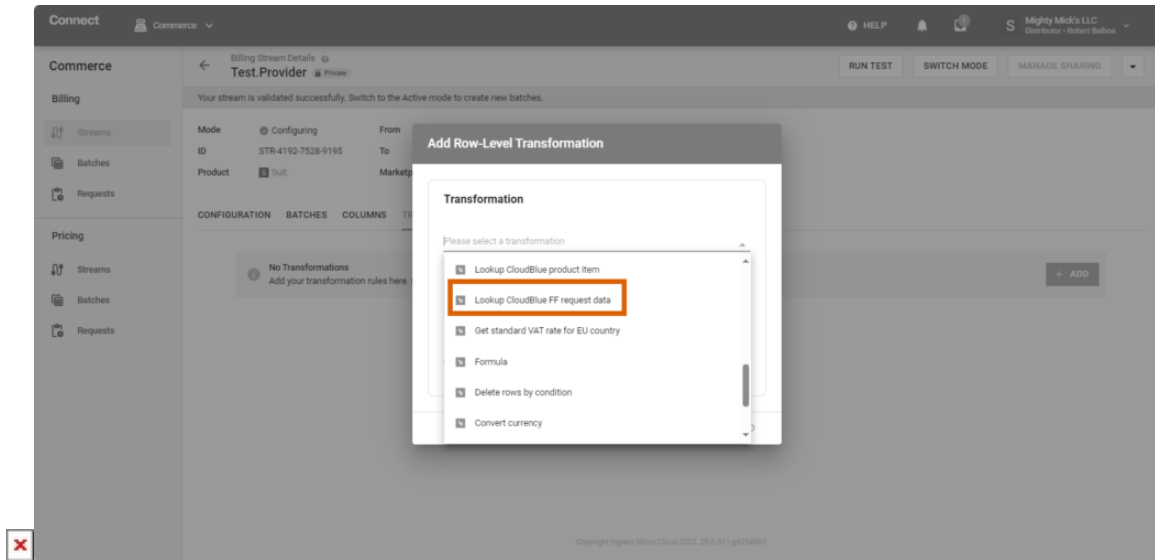 Connect
Commerce
HELP
S
Mighty Mick's LLC
Distributor - Robert Balboa
Commerce
Billing
Streams
Batches
Requests
Pricing
Streams
Batches
Requests
Billing Stream Details
Test.Provider Private
RUN TEST
SWITCH MODE
MANAGE SHARING
Your stream is validated successfully. Switch to the Active mode to create new batches.
Mode Configuring From
ID STR-4192-7528-9195 To
Product Suit
CONFIGURATION BATCHES COLUMNS
No Transformations
Add your transformation rules here.
+ ADD
Add Row-Level Transformation
Transformation
Please select a transformation
Lookup CloudBlue product item
Lookup CloudBlue FF request data
Get standard VAT rate for EU country
Formula
Delete rows by condition
Convert currency
Copyright Ingram Micro Cloud 2023